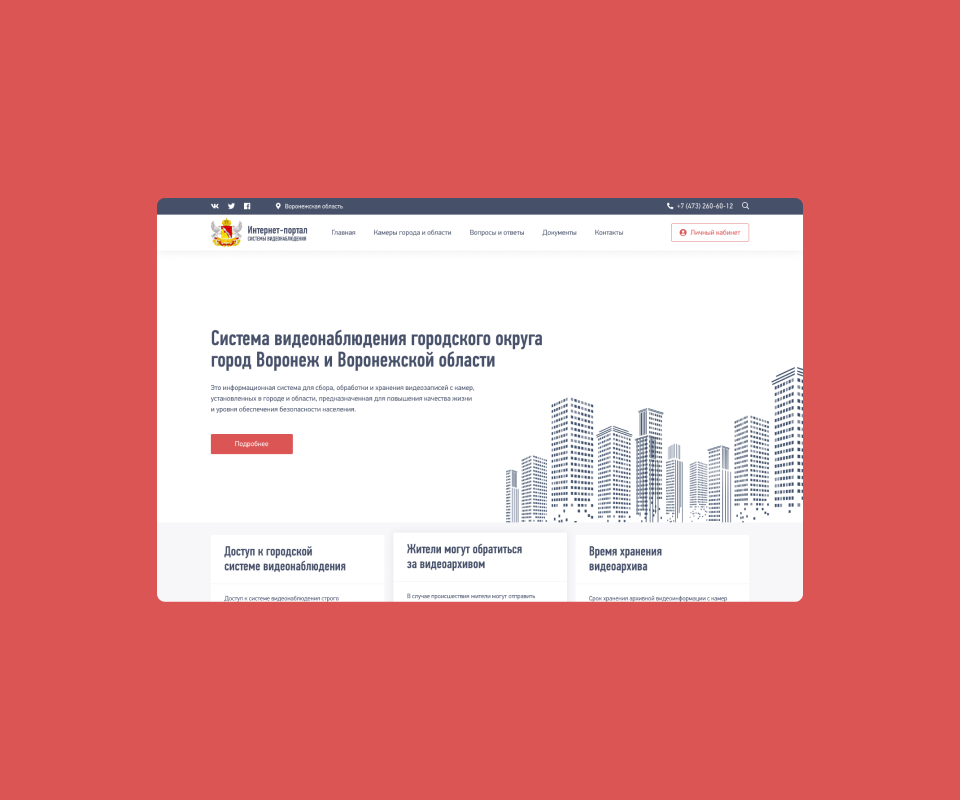 Воронежская область
+7 (473) 260-60-12
Интернет-портал
СИСТЕМЫ ВИДЕОНАБЛЮДЕНИЯ
Главная
Камеры города и области
Вопросы и ответы
Документы
Контакты
Личный кабинет
Система видеонаблюдения городского округа
город Воронеж и Воронежской области
Это информационная система для сбора, обработки и хранения видеозаписей с камер,
установленных в городе и области, предназначенная для повышения качества жизни
и уровня обеспечения безопасности населения.
Подробнее
Доступ к городской
системе видеонаблюдения
Доступ к системе видеонаблюдения строго
Жители могут обратиться
за видеоархивом
В случае происшествия жители могут отправить
Время хранения
видеоархива
Срок хранения архивной видеоинформации с камер